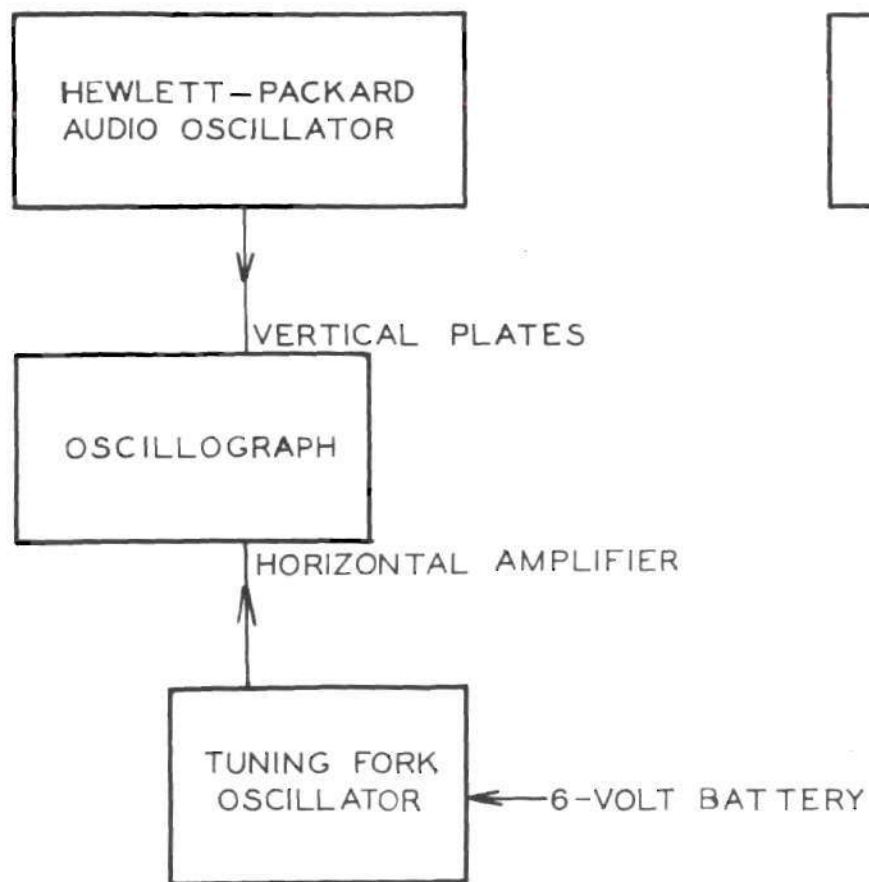 HEWLETT-PACKARD
AUDIO OSCILLATOR
VERTICAL PLATES
OSCILLOGRAPH
HORIZONTAL AMPLIFIER
TUNING FORK
OSCILLATOR
6-VOLT BATTERY